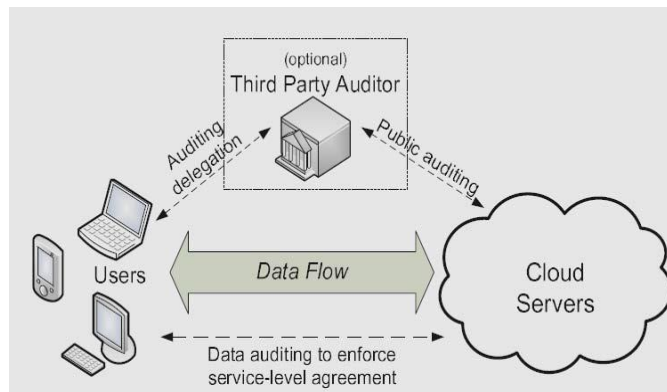 (optional)
Third Party Auditor
Auditing
delegation
Public auditing
Users
Data Flow
Cloud
Servers
Data auditing to enforce
service-level agreement